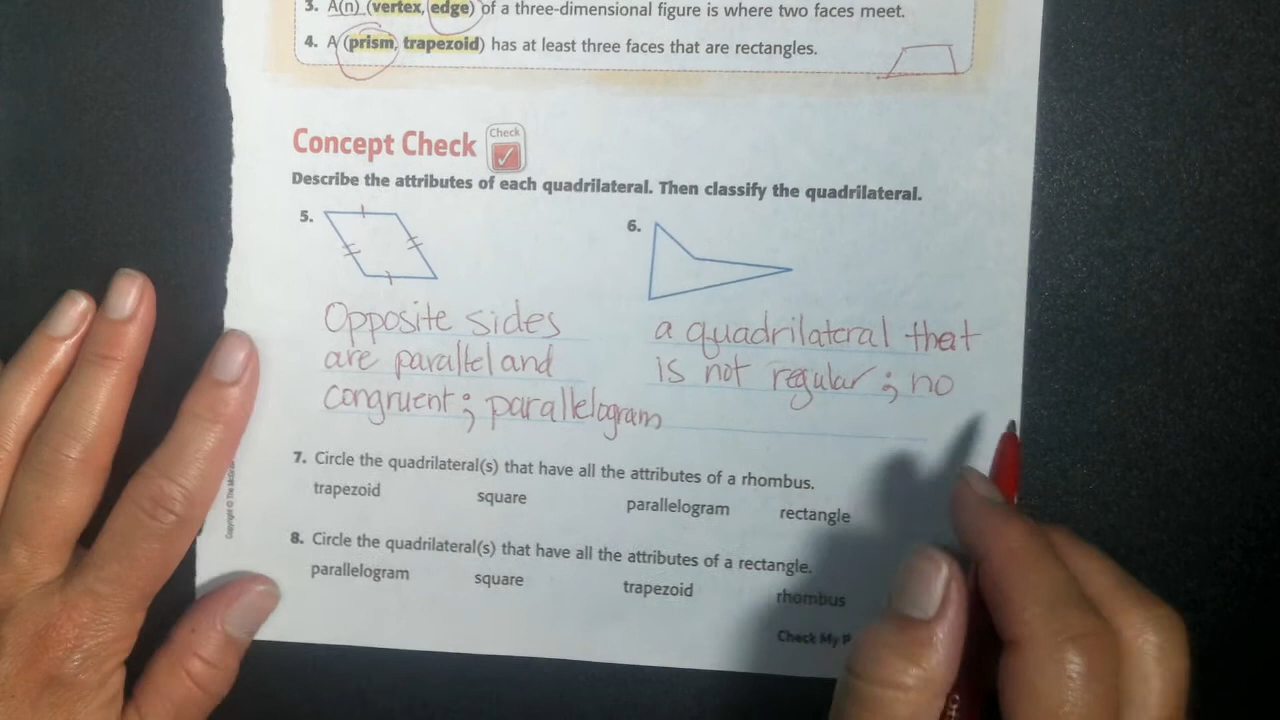 3. A(n) (vertex, edge) of a three-dimensional figure is where two faces meet.
4. A (prism, trapezoid) has at least three faces that are rectangles.
Concept Check
Check
Describe the attributes of each quadrilateral. Then classify the quadrilateral.
5.
6.
Opposite sides
are parallel and
congruent; parallelogram
a quadrilateral that
is not regular; no
7. Circle the quadrilateral(s) that have all the attributes of a rhombus.
trapezoid square parallelogram rectangle
8. Circle the quadrilateral(s) that have all the attributes of a rectangle.
parallelogram square trapezoid rhombus
Check My
Copyright © The